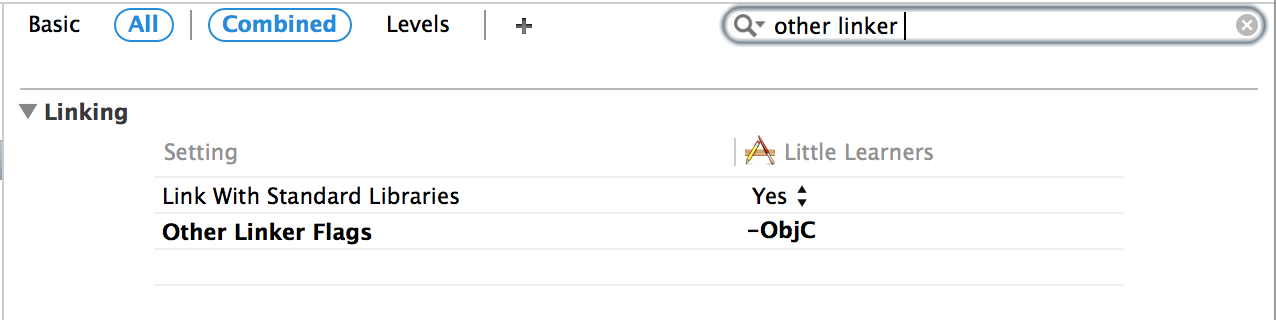 Basic All Combined Levels + other linker
Linking
Setting Little Learners
Link With Standard Libraries Yes
Other Linker Flags -ObjC